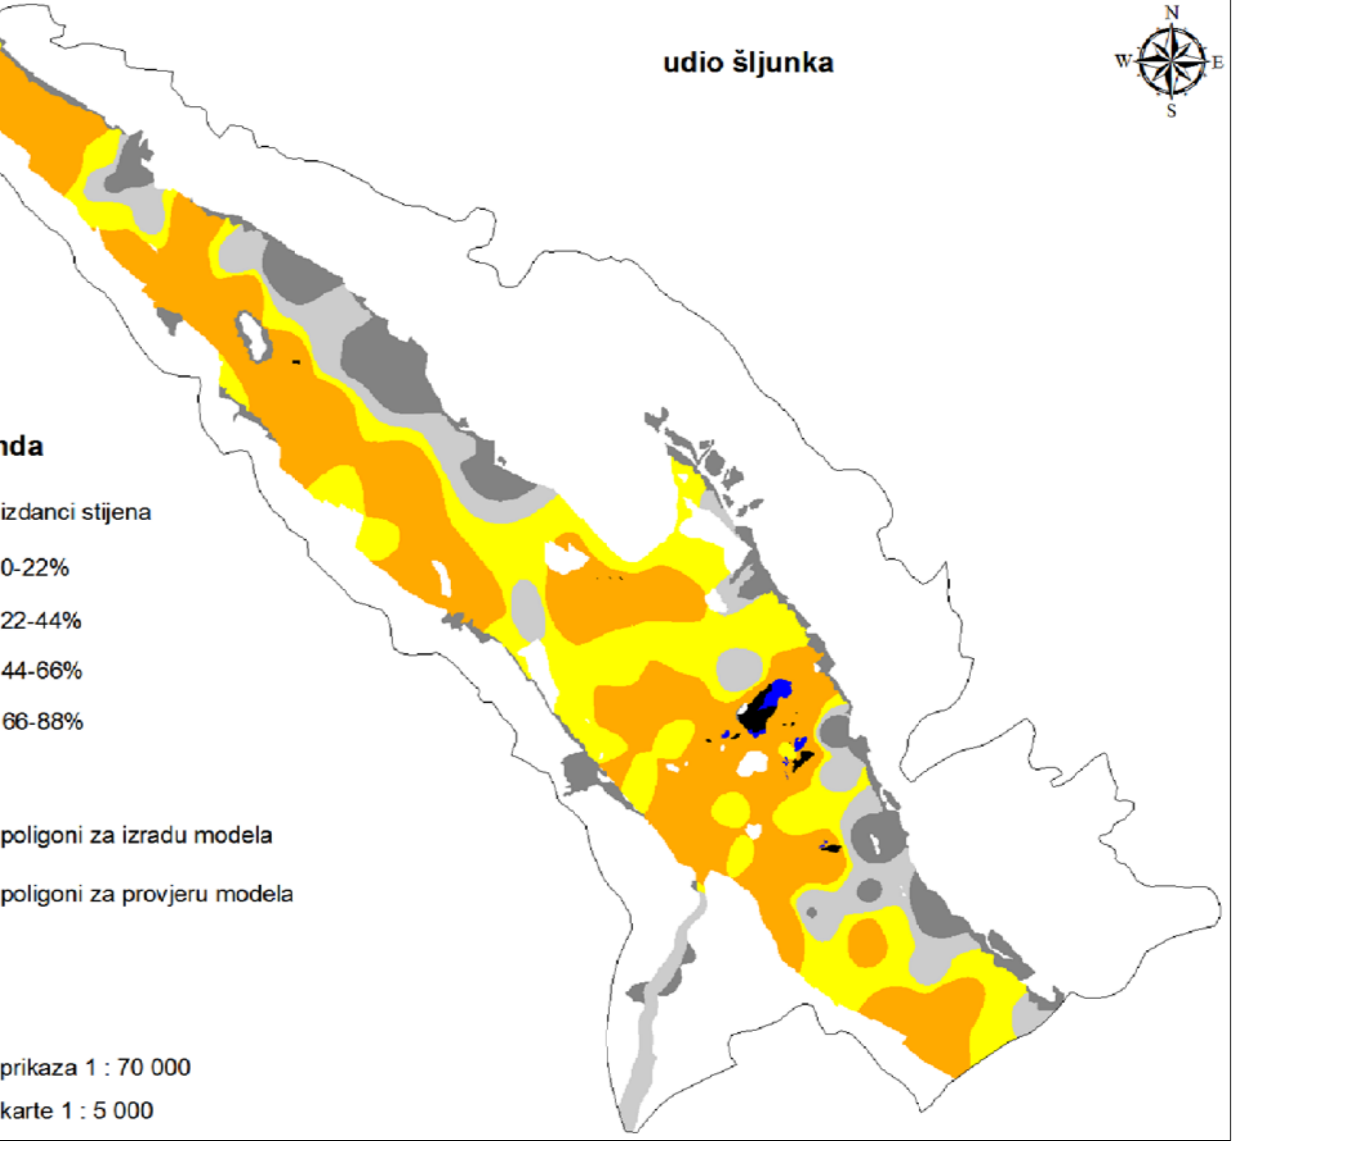 udio šljunka
N
W
E
S
nda
izdanci stijena
0-22%
22-44%
44-66%
66-88%
poligoni za izradu modela
poligoni za provjeru modela
prikaza 1 : 70 000
karte 1 : 5 000